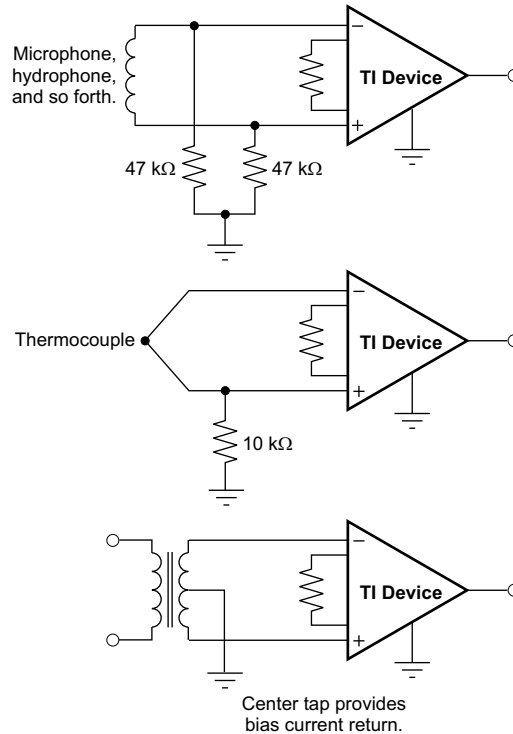 Microphone,
hydrophone,
and so forth.
−
TI Device
+
47 kΩ
47 kΩ
Thermocouple
−
TI Device
+
10 kΩ
−
TI Device
+
Center tap provides
bias current return.